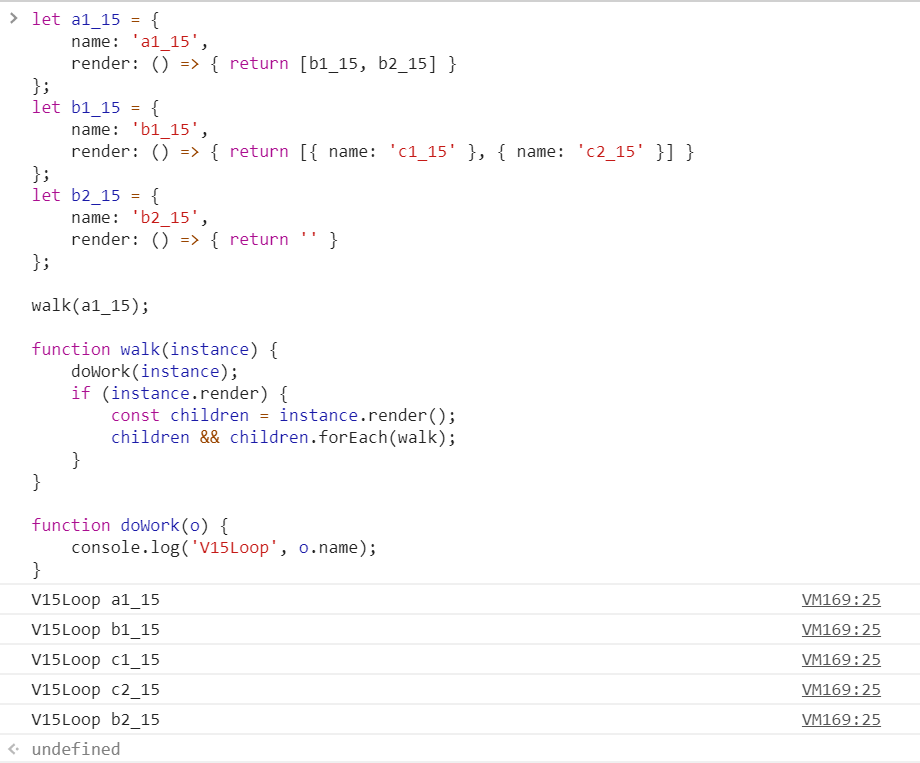 > let a1_15 = {
    name: 'a1_15',
    render: () => { return [b1_15, b2_15] }
};
let b1_15 = {
    name: 'b1_15',
    render: () => { return [{ name: 'c1_15' }, { name: 'c2_15' }] }
};
let b2_15 = {
    name: 'b2_15',
    render: () => { return '' }
};

walk(a1_15);

function walk(instance) {
    doWork(instance);
    if (instance.render) {
        const children = instance.render();
        children && children.forEach(walk);
    }
}

function doWork(o) {
    console.log('V15Loop', o.name);
}
V15Loop a1_15 VM169:25
V15Loop b1_15 VM169:25
V15Loop c1_15 VM169:25
V15Loop c2_15 VM169:25
V15Loop b2_15 VM169:25
undefined